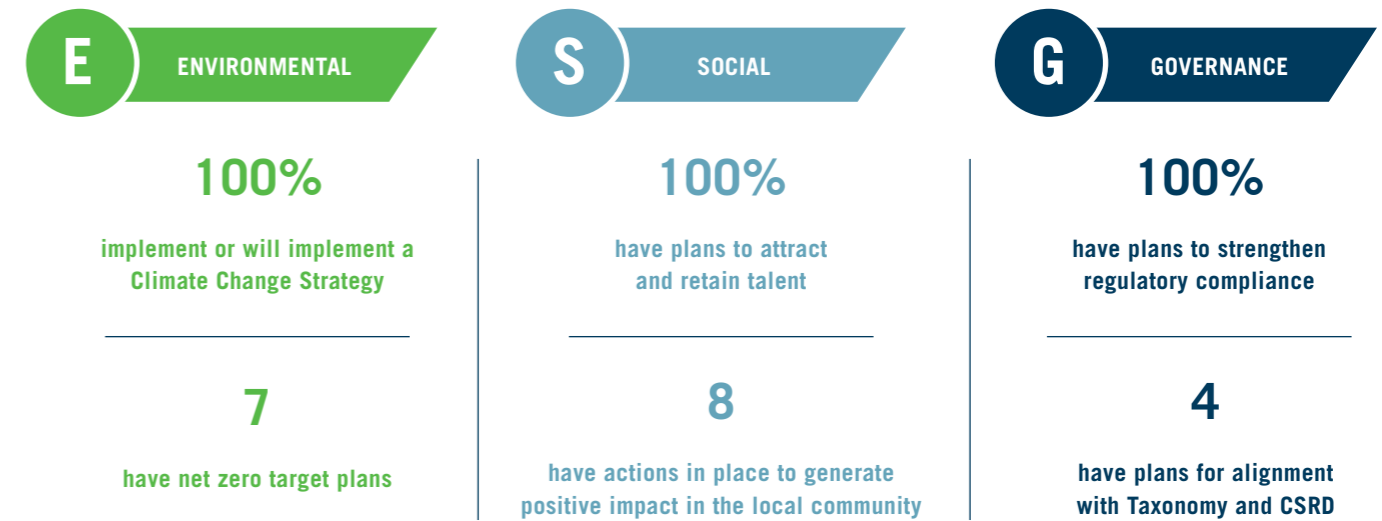 E
ENVIRONMENTAL
100%
implement or will implement a
Climate Change Strategy
7
have net zero target plans
S
SOCIAL
100%
have plans to attract
and retain talent
8
have actions in place to generate
positive impact in the local community
G
GOVERNANCE
100%
have plans to strengthen
regulatory compliance
4
have plans for alignment
with Taxonomy and CSRD